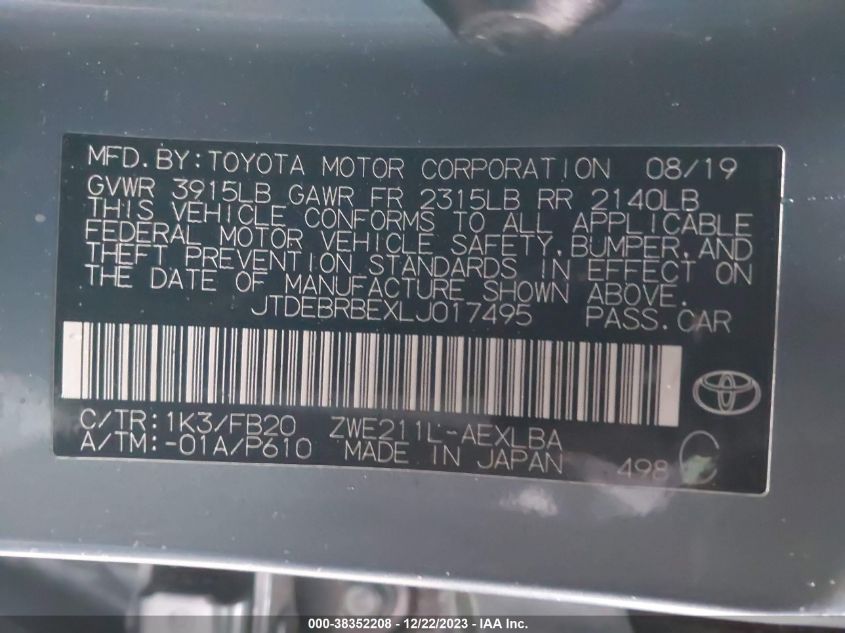 MFD.BY:TOYOTA MOTOR CORPORATION 08/19
GVWR 3915LB GAWR FR 2315LB RR 2140LB
THIS VEHICLE CONFORMS TO ALL APPLICABLE
FEDERAL MOTOR VEHICLE SAFETY,BUMPER,AND
THEFT PREVENTION STANDARDS IN EFFECT ON
THE DATE OF MANUFACTURE SHOWN ABOVE.
JTDEBRBEXLJ017495 PASS.CAR
C/TR:1K3/FB20 ZWE211L-AEXLBA
A/TM:-01A/P610 MADE IN JAPAN 498 C
000-38352208 - 12/22/2023 - IAAI.com